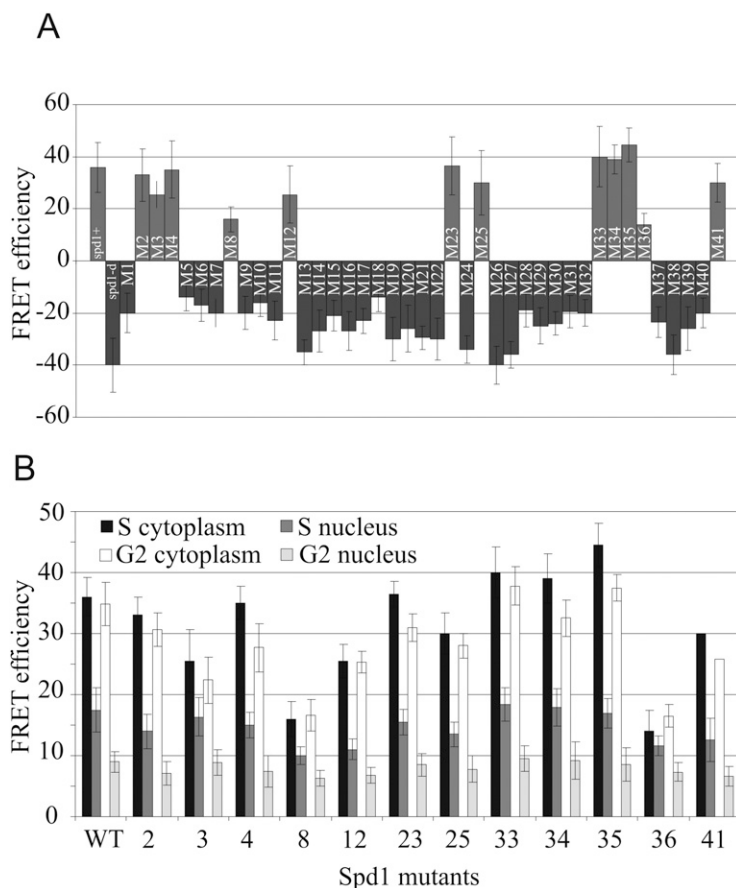 A
FRET efficiency
60
40
20
0
-20
-40
-60
spd1+
spd1-d
M1
M2
M3
M4
M5
M6
M7
M8
M9
M10
M11
M12
M13
M14
M15
M16
M17
M18
M19
M20
M21
M22
M23
M24
M25
M26
M27
M28
M29
M30
M31
M32
M33
M34
M35
M36
M37
M38
M39
M40
M41
B
FRET efficiency
50
40
30
20
10
0
S cytoplasm S nucleus
G2 cytoplasm G2 nucleus
WT 2 3 4 8 12 23 25 33 34 35 36 41
Spd1 mutants